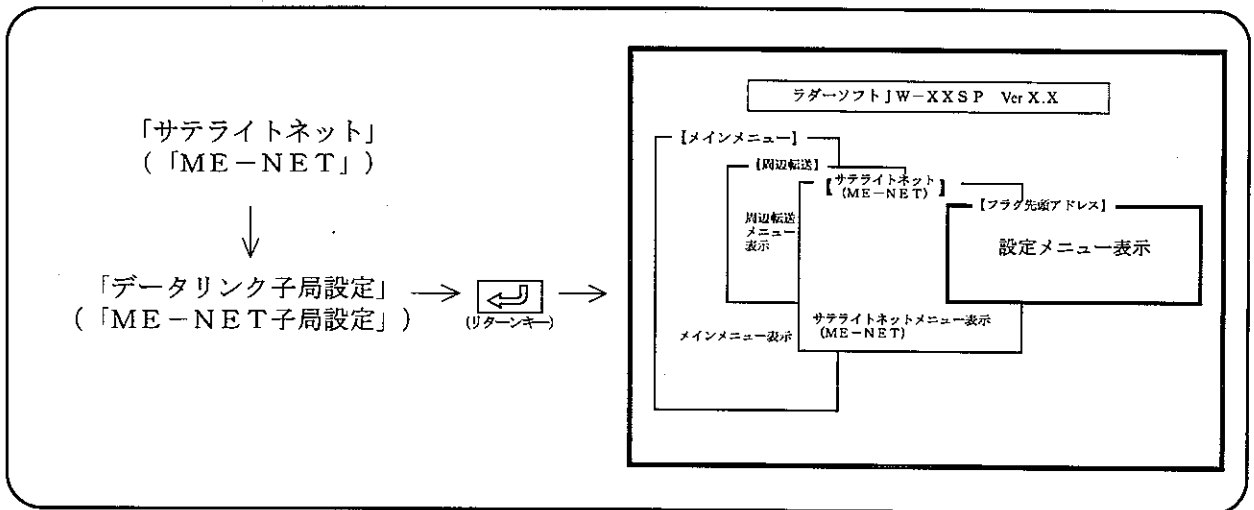 「サテライトネット」
(「ME-NET」)
↓
「データリンク子局設定」 → → 
(「ME-NET子局設定」)
(リターンキー)
ラダーソフトJW-XXSP Ver X.X
【メインメニュー】
【周辺転送】
【サテライトネット
(ME-NET)】
【フラグ先頭アドレス】
周辺転送
メニュー
表示
設定メニュー表示
サテライトネットメニュー表示
(ME-NET)
メインメニュー表示